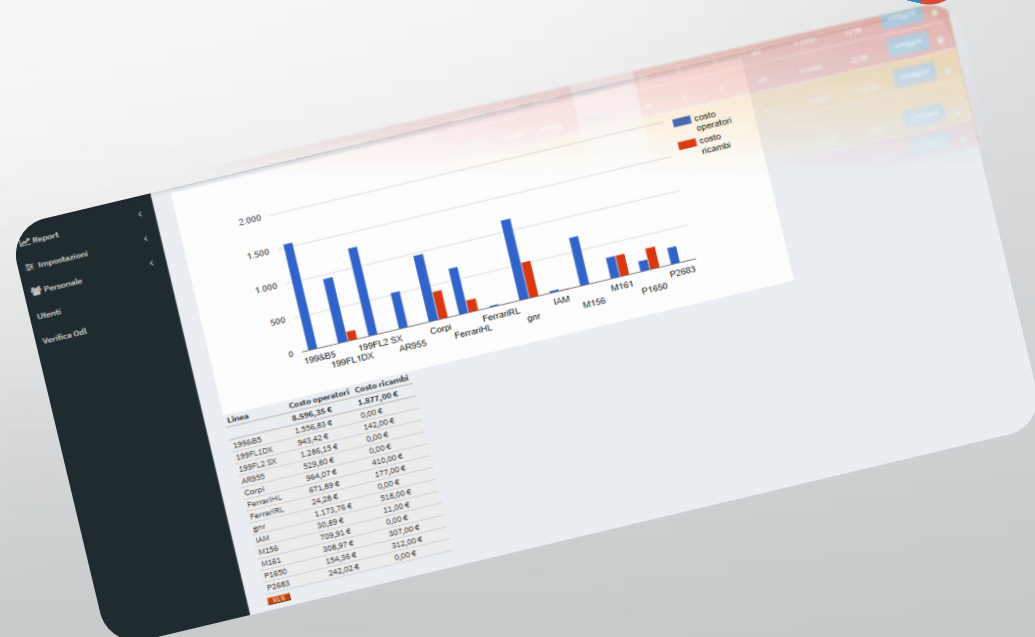 Report
Impostazioni
Personale
Utenti
Verifica Odl
costo
operatori
costo
ricambi
2.000
1.500
1.000
500
0
199&B5
199FL1DX
199FL2 SX
AR955
Corpi
FerrariHL
FerrariRL
gnr
IAM
M156
M161
P1650
P2683
Linea Costo operatori Costo ricambi
8.596,35 € 1.877,00 €
199&B5 1.556,83 € 0,00 €
199FL1DX 943,42 € 142,00 €
199FL2 SX 1.286,15 € 0,00 €
AR955 529,80 € 0,00 €
Corpi 964,07 € 410,00 €
FerrariHL 671,89 € 177,00 €
FerrariRL 24,28 € 0,00 €
gnr 1.173,76 € 518,00 €
IAM 30,89 € 11,00 €
M156 709,91 € 0,00 €
M161 308,97 € 307,00 €
P1650 154,36 € 312,00 €
P2683 242,02 € 0,00 €
XLS